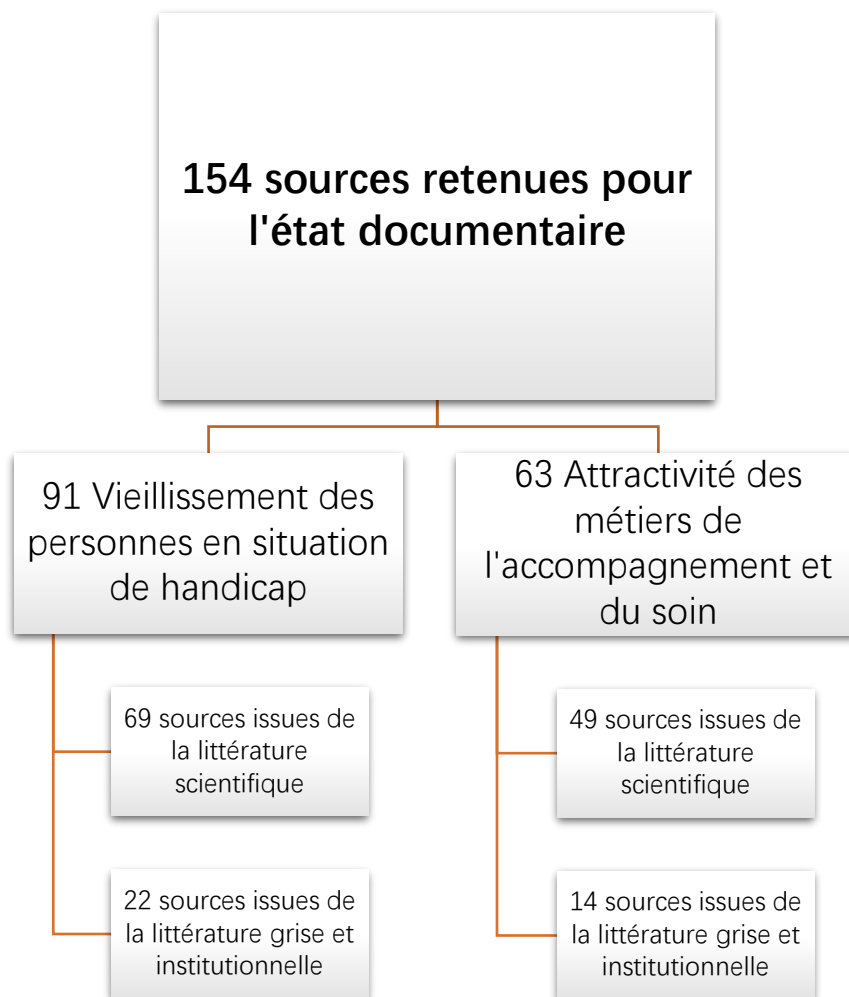 154 sources retenues pour
l'état documentaire
91 Vieillissement des
personnes en situation
de handicap
69 sources issues de
la littérature
scientifique
22 sources issues de
la littérature grise et
institutionnelle
63 Attractivité des
métiers de
l'accompagnement et
du soin
49 sources issues de
la littérature
scientifique
14 sources issues de
la littérature grise et
institutionnelle